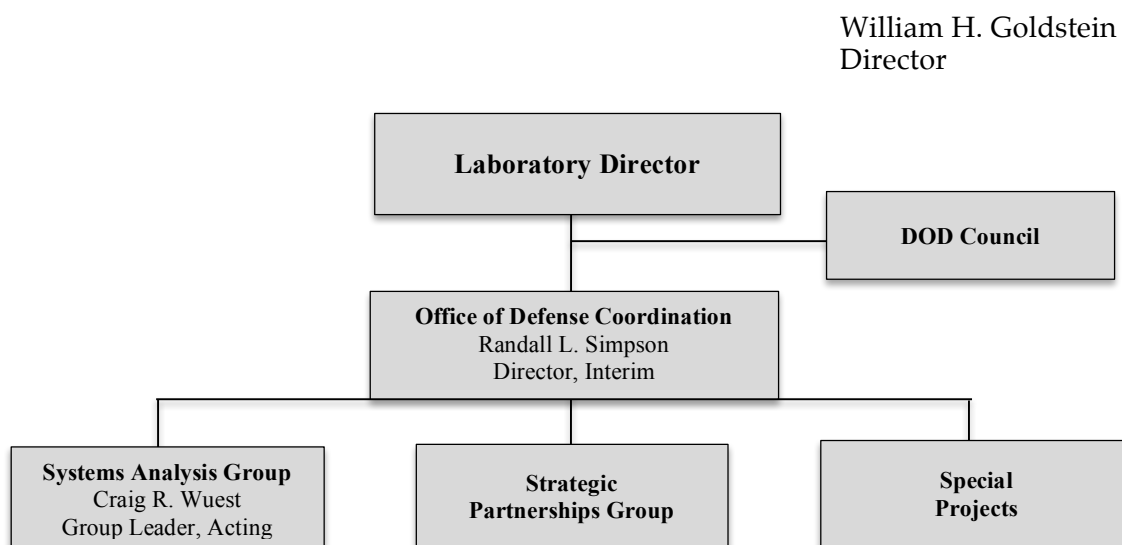 William H. Goldstein
Director
Laboratory Director
DOD Council
Office of Defense Coordination
Randall L. Simpson
Director, Interim
Systems Analysis Group
Craig R. Wuest
Group Leader, Acting
Strategic
Partnerships Group
Special
Projects